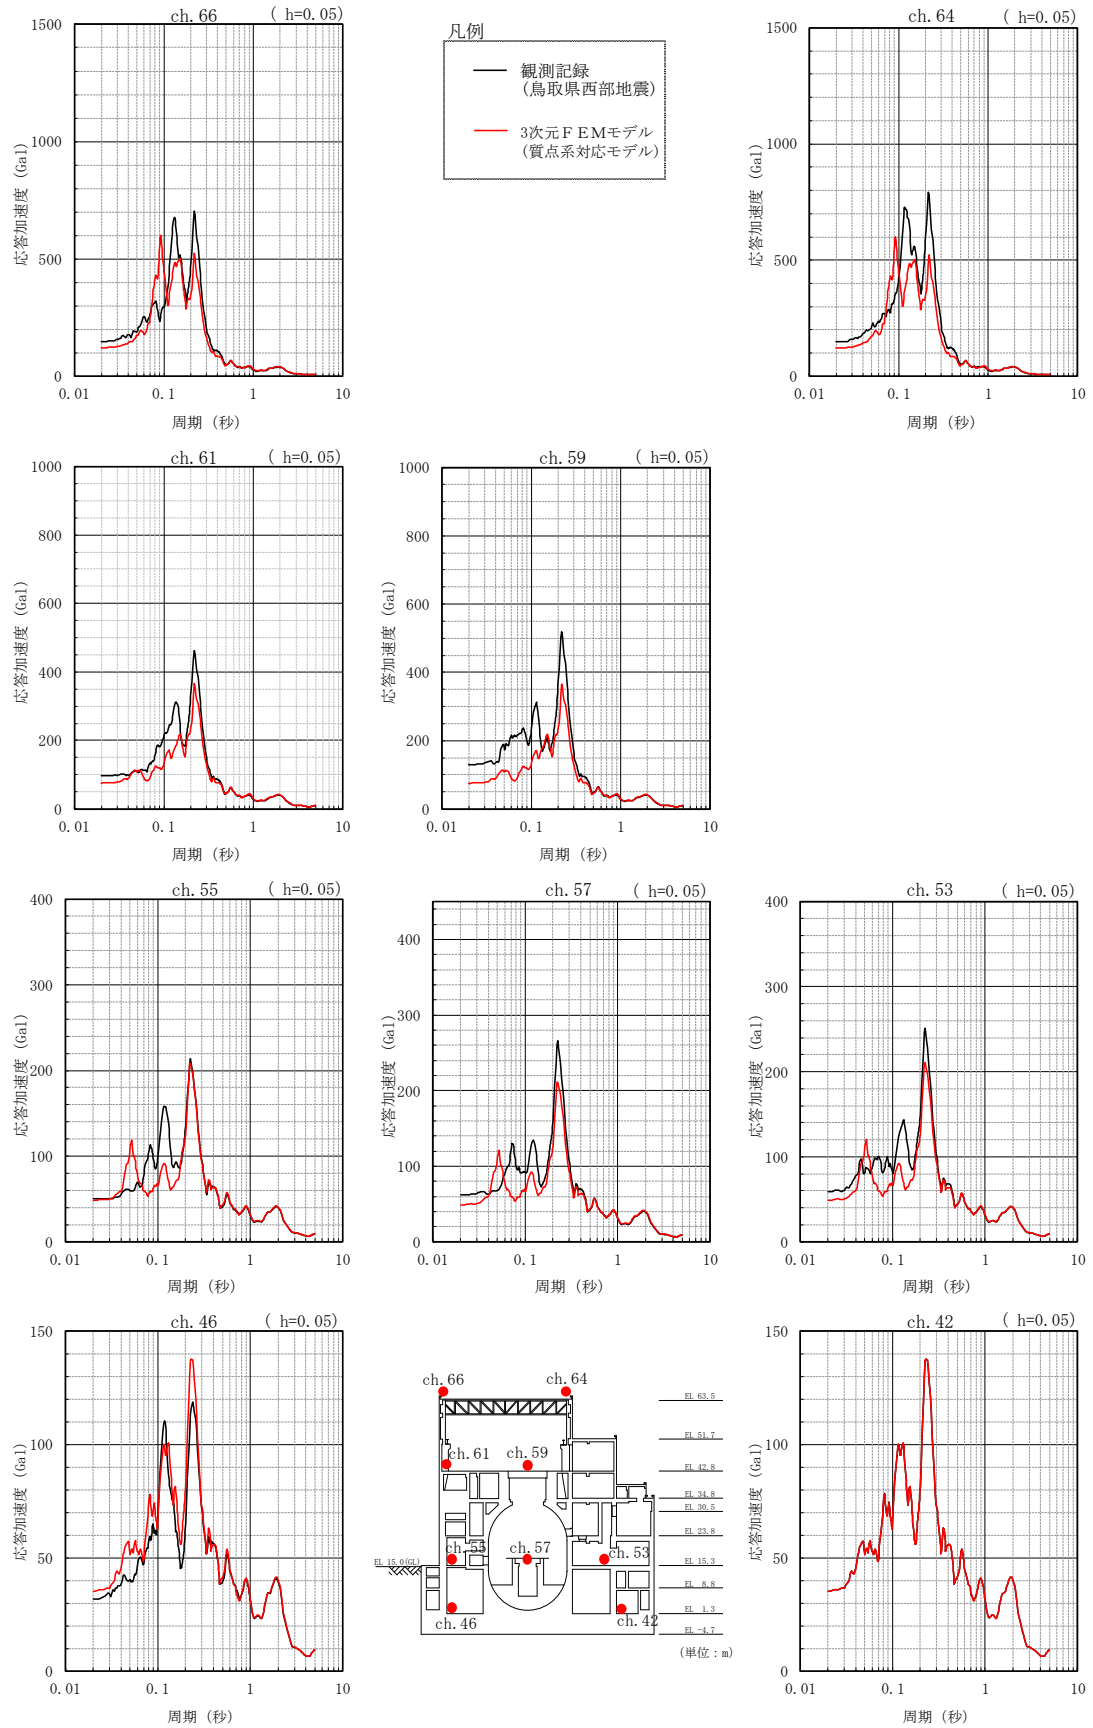 ch.66 ( h=0.05)
1500
1000
500
0
応答加速度 (Gal)
0.01 0.1 1 10
周期 (秒)
凡例
観測記録
(鳥取県西部地震)
3次元FEMモデル
(質点系対応モデル)
ch.64 ( h=0.05)
1500
1000
500
0
応答加速度 (Gal)
0.01 0.1 1 10
周期 (秒)
ch.61 ( h=0.05)
1000
800
600
400
200
0
応答加速度 (Gal)
0.01 0.1 1 10
周期 (秒)
ch.59 ( h=0.05)
1000
800
600
400
200
0
応答加速度 (Gal)
0.01 0.1 1 10
周期 (秒)
ch.55 ( h=0.05)
400
300
200
100
0
応答加速度 (Gal)
0.01 0.1 1 10
周期 (秒)
ch.57 ( h=0.05)
400
300
200
100
0
応答加速度 (Gal)
0.01 0.1 1 10
周期 (秒)
ch.53 ( h=0.05)
400
300
200
100
0
応答加速度 (Gal)
0.01 0.1 1 10
周期 (秒)
ch.46 ( h=0.05)
150
100
50
0
応答加速度 (Gal)
0.01 0.1 1 10
周期 (秒)
ch.66 ch.64
EL 63.5
EL 51.7
ch.61 ch.59
EL 42.8
EL 34.8
EL 30.5
EL 23.8
ch.55 ch.57 ch.53
EL 15.0(GL)
EL 15.3
EL 8.8
EL 1.3
ch.46 ch.42
EL -4.7
(単位：m)
ch.42 ( h=0.05)
150
100
50
0
応答加速度 (Gal)
0.01 0.1 1 10
周期 (秒)